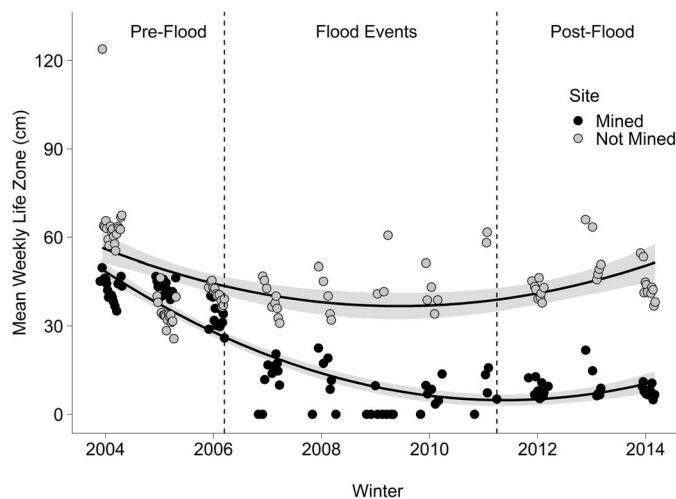 Pre-Flood Flood Events Post-Flood
120
Site
Mined
Not Mined
90
Mean Weekly Life Zone (cm)
60
30
0
2004 2006 2008 2010 2012 2014
Winter